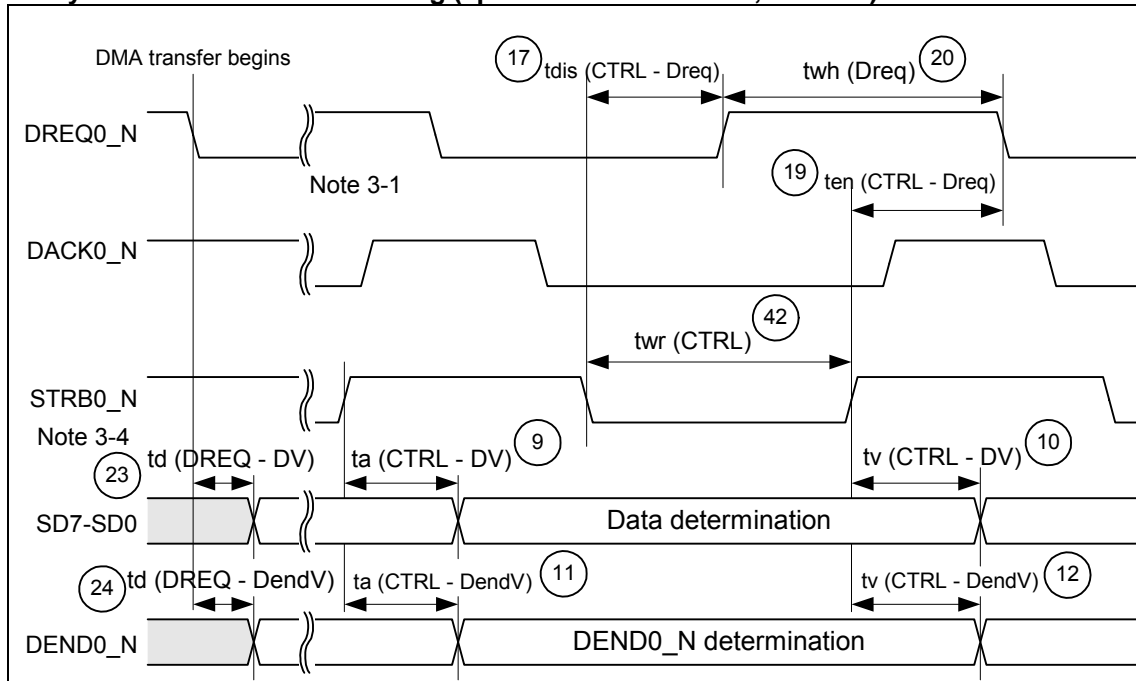 DMA transfer begins
17 tdis (CTRL - Dreq)
twh (Dreq) 20
DREQ0_N
Note 3-1
19 ten (CTRL - Dreq)
DACK0_N
twr (CTRL) 42
STRB0_N
Note 3-4
23 td (DREQ - DV)
ta (CTRL - DV) 9
tv (CTRL - DV) 10
SD7-SD0
Data determination
24 td (DREQ - DendV)
ta (CTRL - DendV) 11
tv (CTRL - DendV) 12
DEND0_N
DEND0_N determination